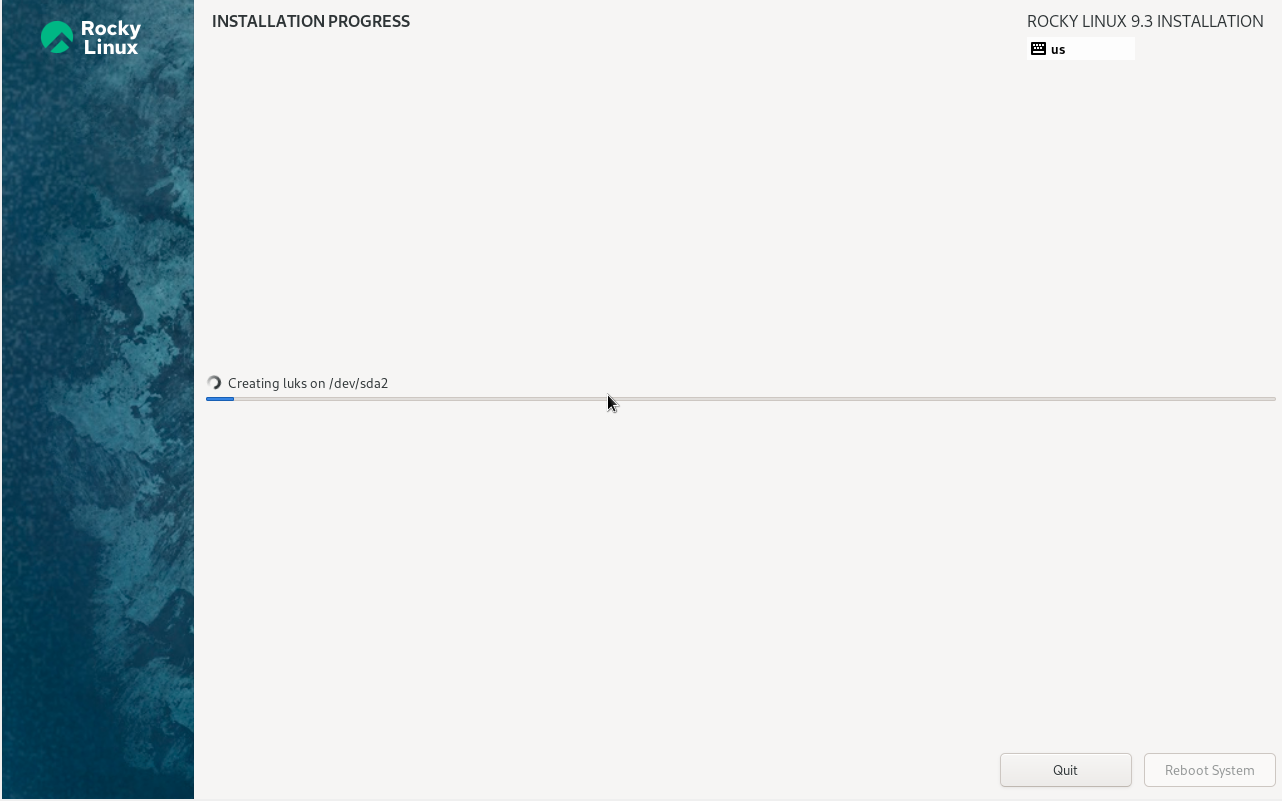 Rocky
Linux
INSTALLATION PROGRESS
ROCKY LINUX 9.3 INSTALLATION
us
Creating luks on /dev/sda2
Quit
Reboot System